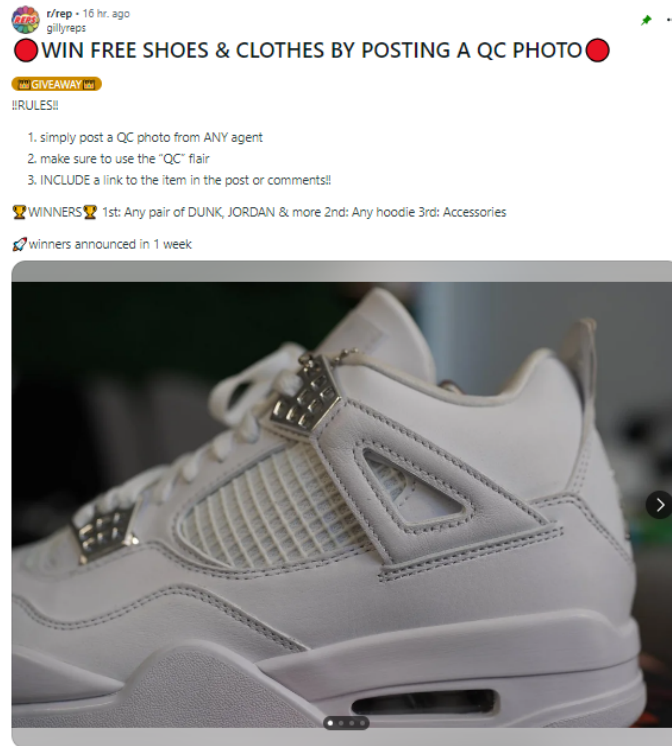 r/rep • 16 hr. ago
gillyreps
🔴WIN FREE SHOES & CLOTHES BY POSTING A QC PHOTO🔴
👑GIVEAWAY👑
‼RULES‼
1. simply post a QC photo from ANY agent
2. make sure to use the “QC” flair
3. INCLUDE a link to the item in the post or comments!!
🏆WINNERS🏆 1st: Any pair of DUNK, JORDAN & more 2nd: Any hoodie 3rd: Accessories
🚀winners announced in 1 week